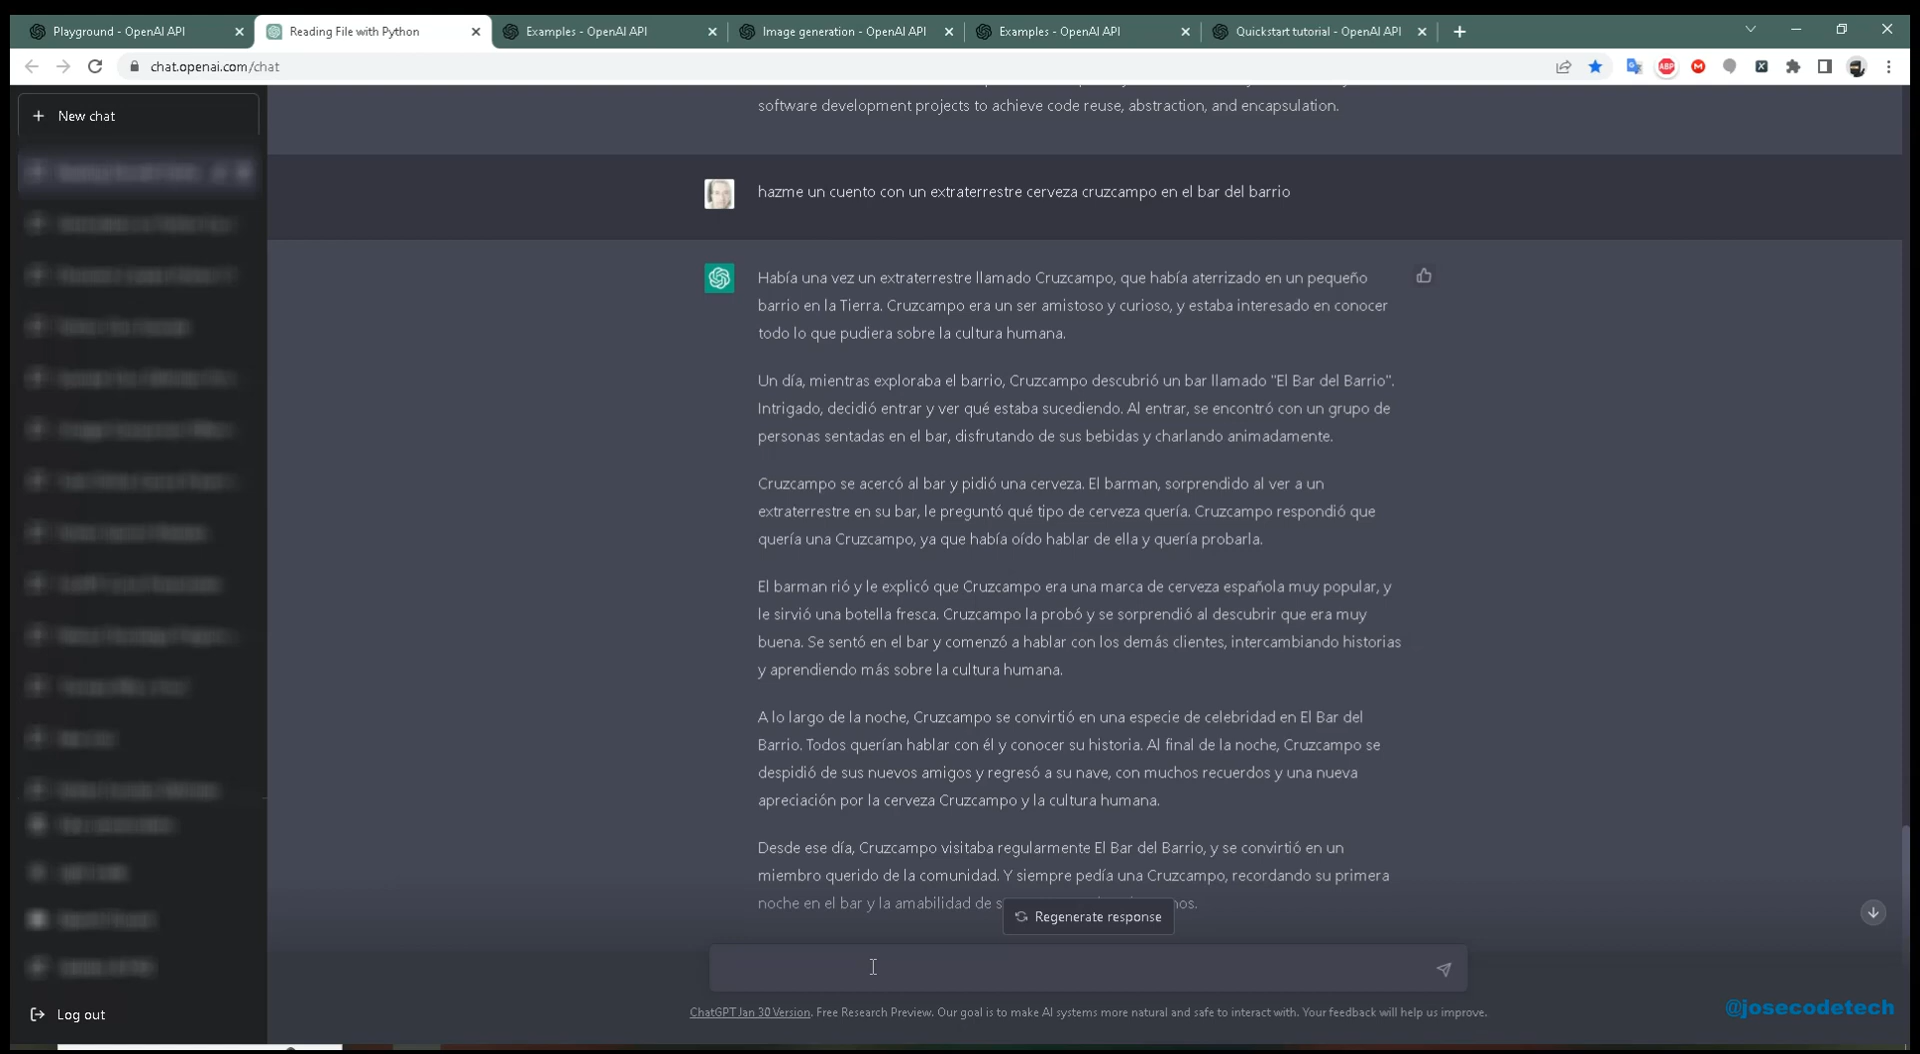 Playground - OpenAI API
Reading File with Python
Examples - OpenAI API
Image generation - OpenAI API
Examples - OpenAI API
Quickstart tutorial - OpenAI API
chat.openai.com/chat
ABP
New chat
software development projects to achieve code reuse, abstraction, and encapsulation.
hazme un cuento con un extraterrestre cerveza cruzcampo en el bar del barrio
Había una vez un extraterrestre llamado Cruzcampo, que había aterrizado en un pequeño
barrio en la Tierra. Cruzcampo era un ser amistoso y curioso, y estaba interesado en conocer
todo lo que pudiera sobre la cultura humana.
Un día, mientras exploraba el barrio, Cruzcampo descubrió un bar llamado "El Bar del Barrio".
Intrigado, decidió entrar y ver qué estaba sucediendo. Al entrar, se encontró con un grupo de
personas sentadas en el bar, disfrutando de sus bebidas y charlando animadamente.
Cruzcampo se acercó al bar y pidió una cerveza. El barman, sorprendido al ver a un
extraterrestre en su bar, le preguntó qué tipo de cerveza quería. Cruzcampo respondió que
quería una Cruzcampo, ya que había oído hablar de ella y quería probarla.
El barman rió y le explicó que Cruzcampo era una marca de cerveza española muy popular, y
le sirvió una botella fresca. Cruzcampo la probó y se sorprendió al descubrir que era muy
buena. Se sentó en el bar y comenzó a hablar con los demás clientes, intercambiando historias
y aprendiendo más sobre la cultura humana.
A lo largo de la noche, Cruzcampo se convirtió en una especie de celebridad en El Bar del
Barrio. Todos querían hablar con él y conocer su historia. Al final de la noche, Cruzcampo se
despidió de sus nuevos amigos y regresó a su nave, con muchos recuerdos y una nueva
apreciación por la cerveza Cruzcampo y la cultura humana.
Desde ese día, Cruzcampo visitaba regularmente El Bar del Barrio, y se convirtió en un
miembro querido de la comunidad. Y siempre pedía una Cruzcampo, recordando su primera
noche en el bar y la amabilidad de
Regenerate response
Log out
ChatGPT Jan 30 Version. Free Research Preview. Our goal is to make AI systems more natural and safe to interact with. Your feedback will help us improve.
@josecodetech